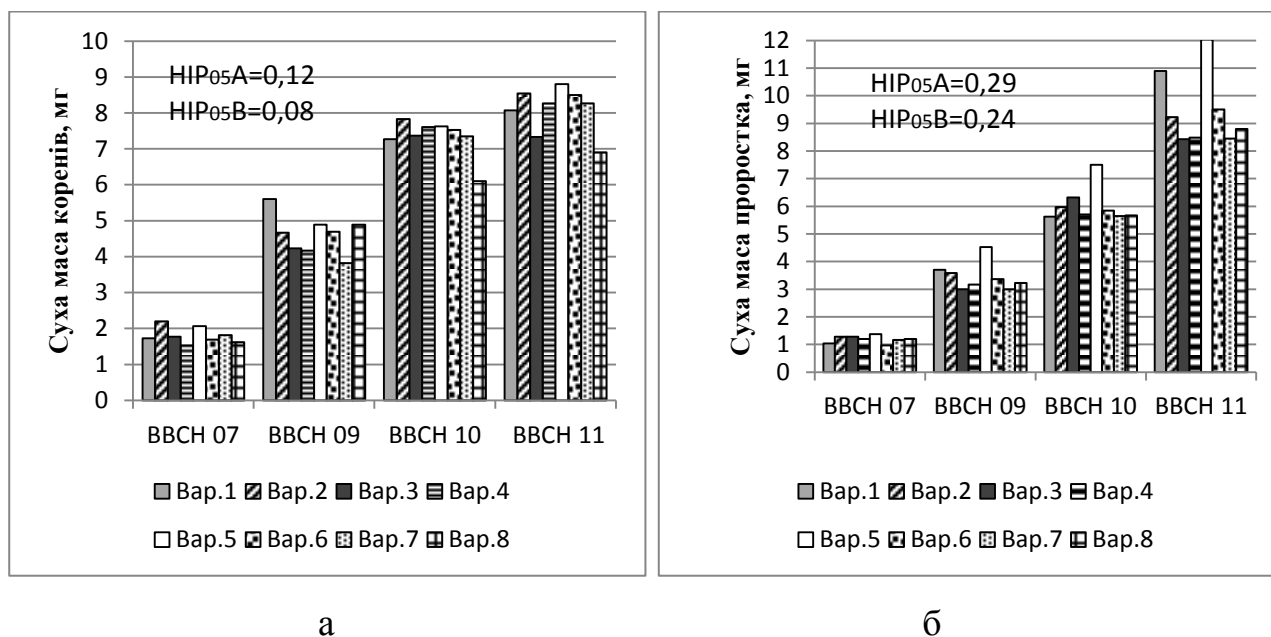 Суха маса коренів, мг
10
9
8
7
6
5
4
3
2
1
0
НІР05А=0,12
НІР05В=0,08
BBCH 07 BBCH 09 BBCH 10 BBCH 11
Вар.1 Вар.2 Вар.3 Вар.4
Вар.5 Вар.6 Вар.7 Вар.8
а
Суха маса проростка, мг
12
11
10
9
8
7
6
5
4
3
2
1
0
НІР05А=0,29
НІР05В=0,24
BBCH 07 BBCH 09 BBCH 10 BBCH 11
Вар.1 Вар.2 Вар.3 Вар.4
Вар.5 Вар.6 Вар.7 Вар.8
б